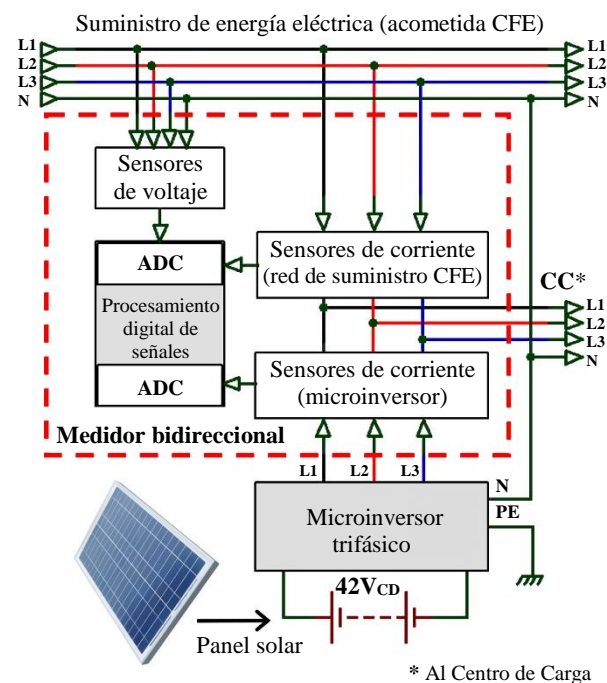 Suministro de energía eléctrica (acometida CFE)
L1
L1
L2
L2
L3
L3
N
N
Sensores
de voltaje
ADC
Sensores de corriente
(red de suministro CFE)
CC*
Procesamiento
digital de
señales
L1
L2
L3
N
ADC
Sensores de corriente
(microinversor)
Medidor bidireccional
L1
L2
L3
N
PE
Microinversor
trifásico
42VCD
Panel solar
* Al Centro de Carga